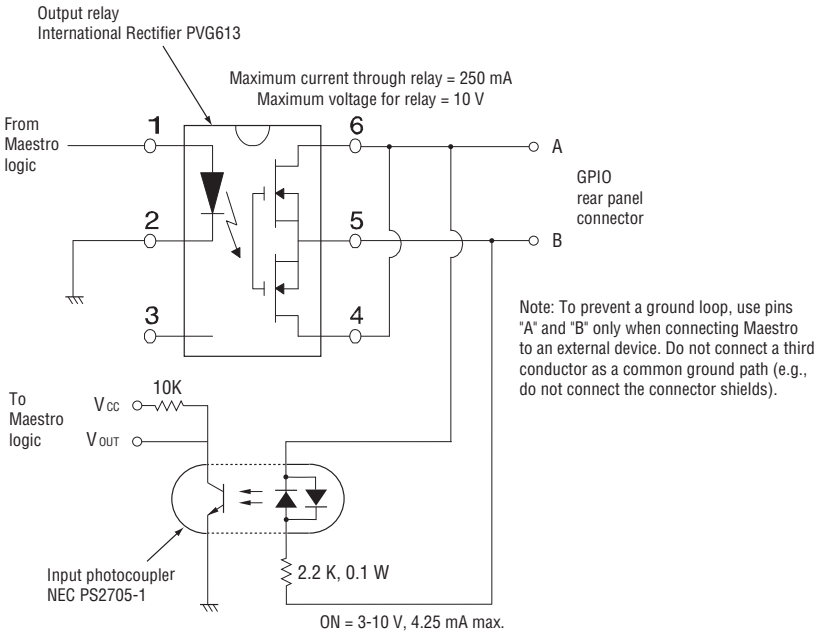 Output relay
International Rectifier PVG613
Maximum current through relay = 250 mA
Maximum voltage for relay = 10 V
From
Maestro
logic
1
6
A
GPIO
rear panel
connector
2
5
B
3
4
Note: To prevent a ground loop, use pins
"A" and "B" only when connecting Maestro
to an external device. Do not connect a third
conductor as a common ground path (e.g.,
do not connect the connector shields).
To
Maestro
logic
VCC
10K
VOUT
Input photocoupler
NEC PS2705-1
2.2 K, 0.1 W
ON = 3-10 V, 4.25 mA max.